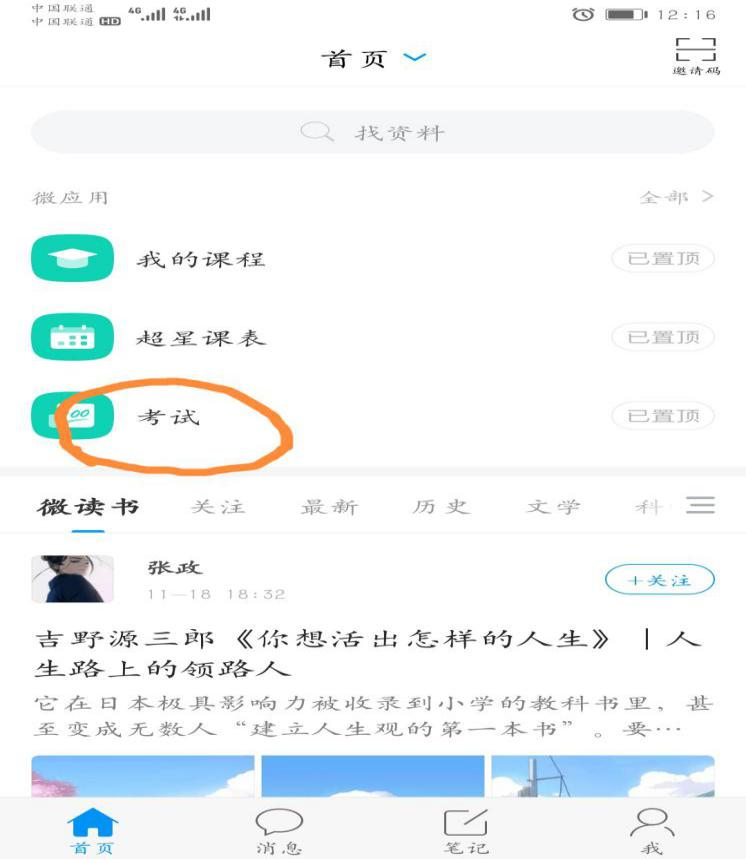 中国联通
中国联通 HD 4G 4G 12:16
首页
邀请码
找资料
微应用 全部 >
我的课程 已置顶
超星课表 已置顶
考试 已置顶
微读书 关注 最新 历史 文学 科
张政
11-18 18:32
+关注
吉野源三郎《你想活出怎样的人生》｜人
生路上的领路人
它在日本极具影响力被收录到小学的教科书里，甚
至变成无数人“建立人生观的第一本书”。要…
首页 消息 笔记 我